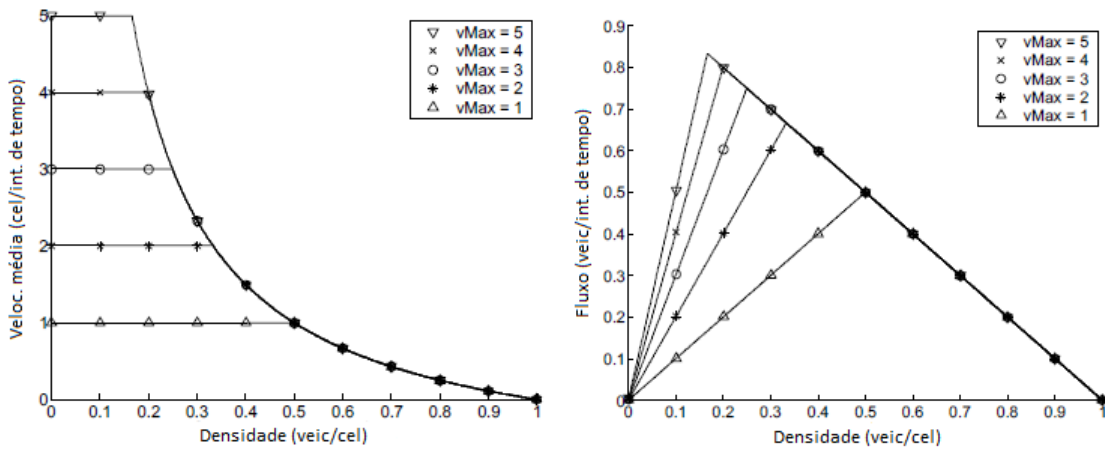 5
4
3
2
1
0
Veloc. média (cel/int. de tempo)
0 0.1 0.2 0.3 0.4 0.5 0.6 0.7 0.8 0.9 1
Densidade (veic/cel)
vMax = 5
vMax = 4
vMax = 3
vMax = 2
vMax = 1
0.9
0.8
0.7
0.6
0.5
0.4
0.3
0.2
0.1
0
Fluxo (veic/int. de tempo)
0 0.1 0.2 0.3 0.4 0.5 0.6 0.7 0.8 0.9 1
Densidade (veic/cel)
vMax = 5
vMax = 4
vMax = 3
vMax = 2
vMax = 1